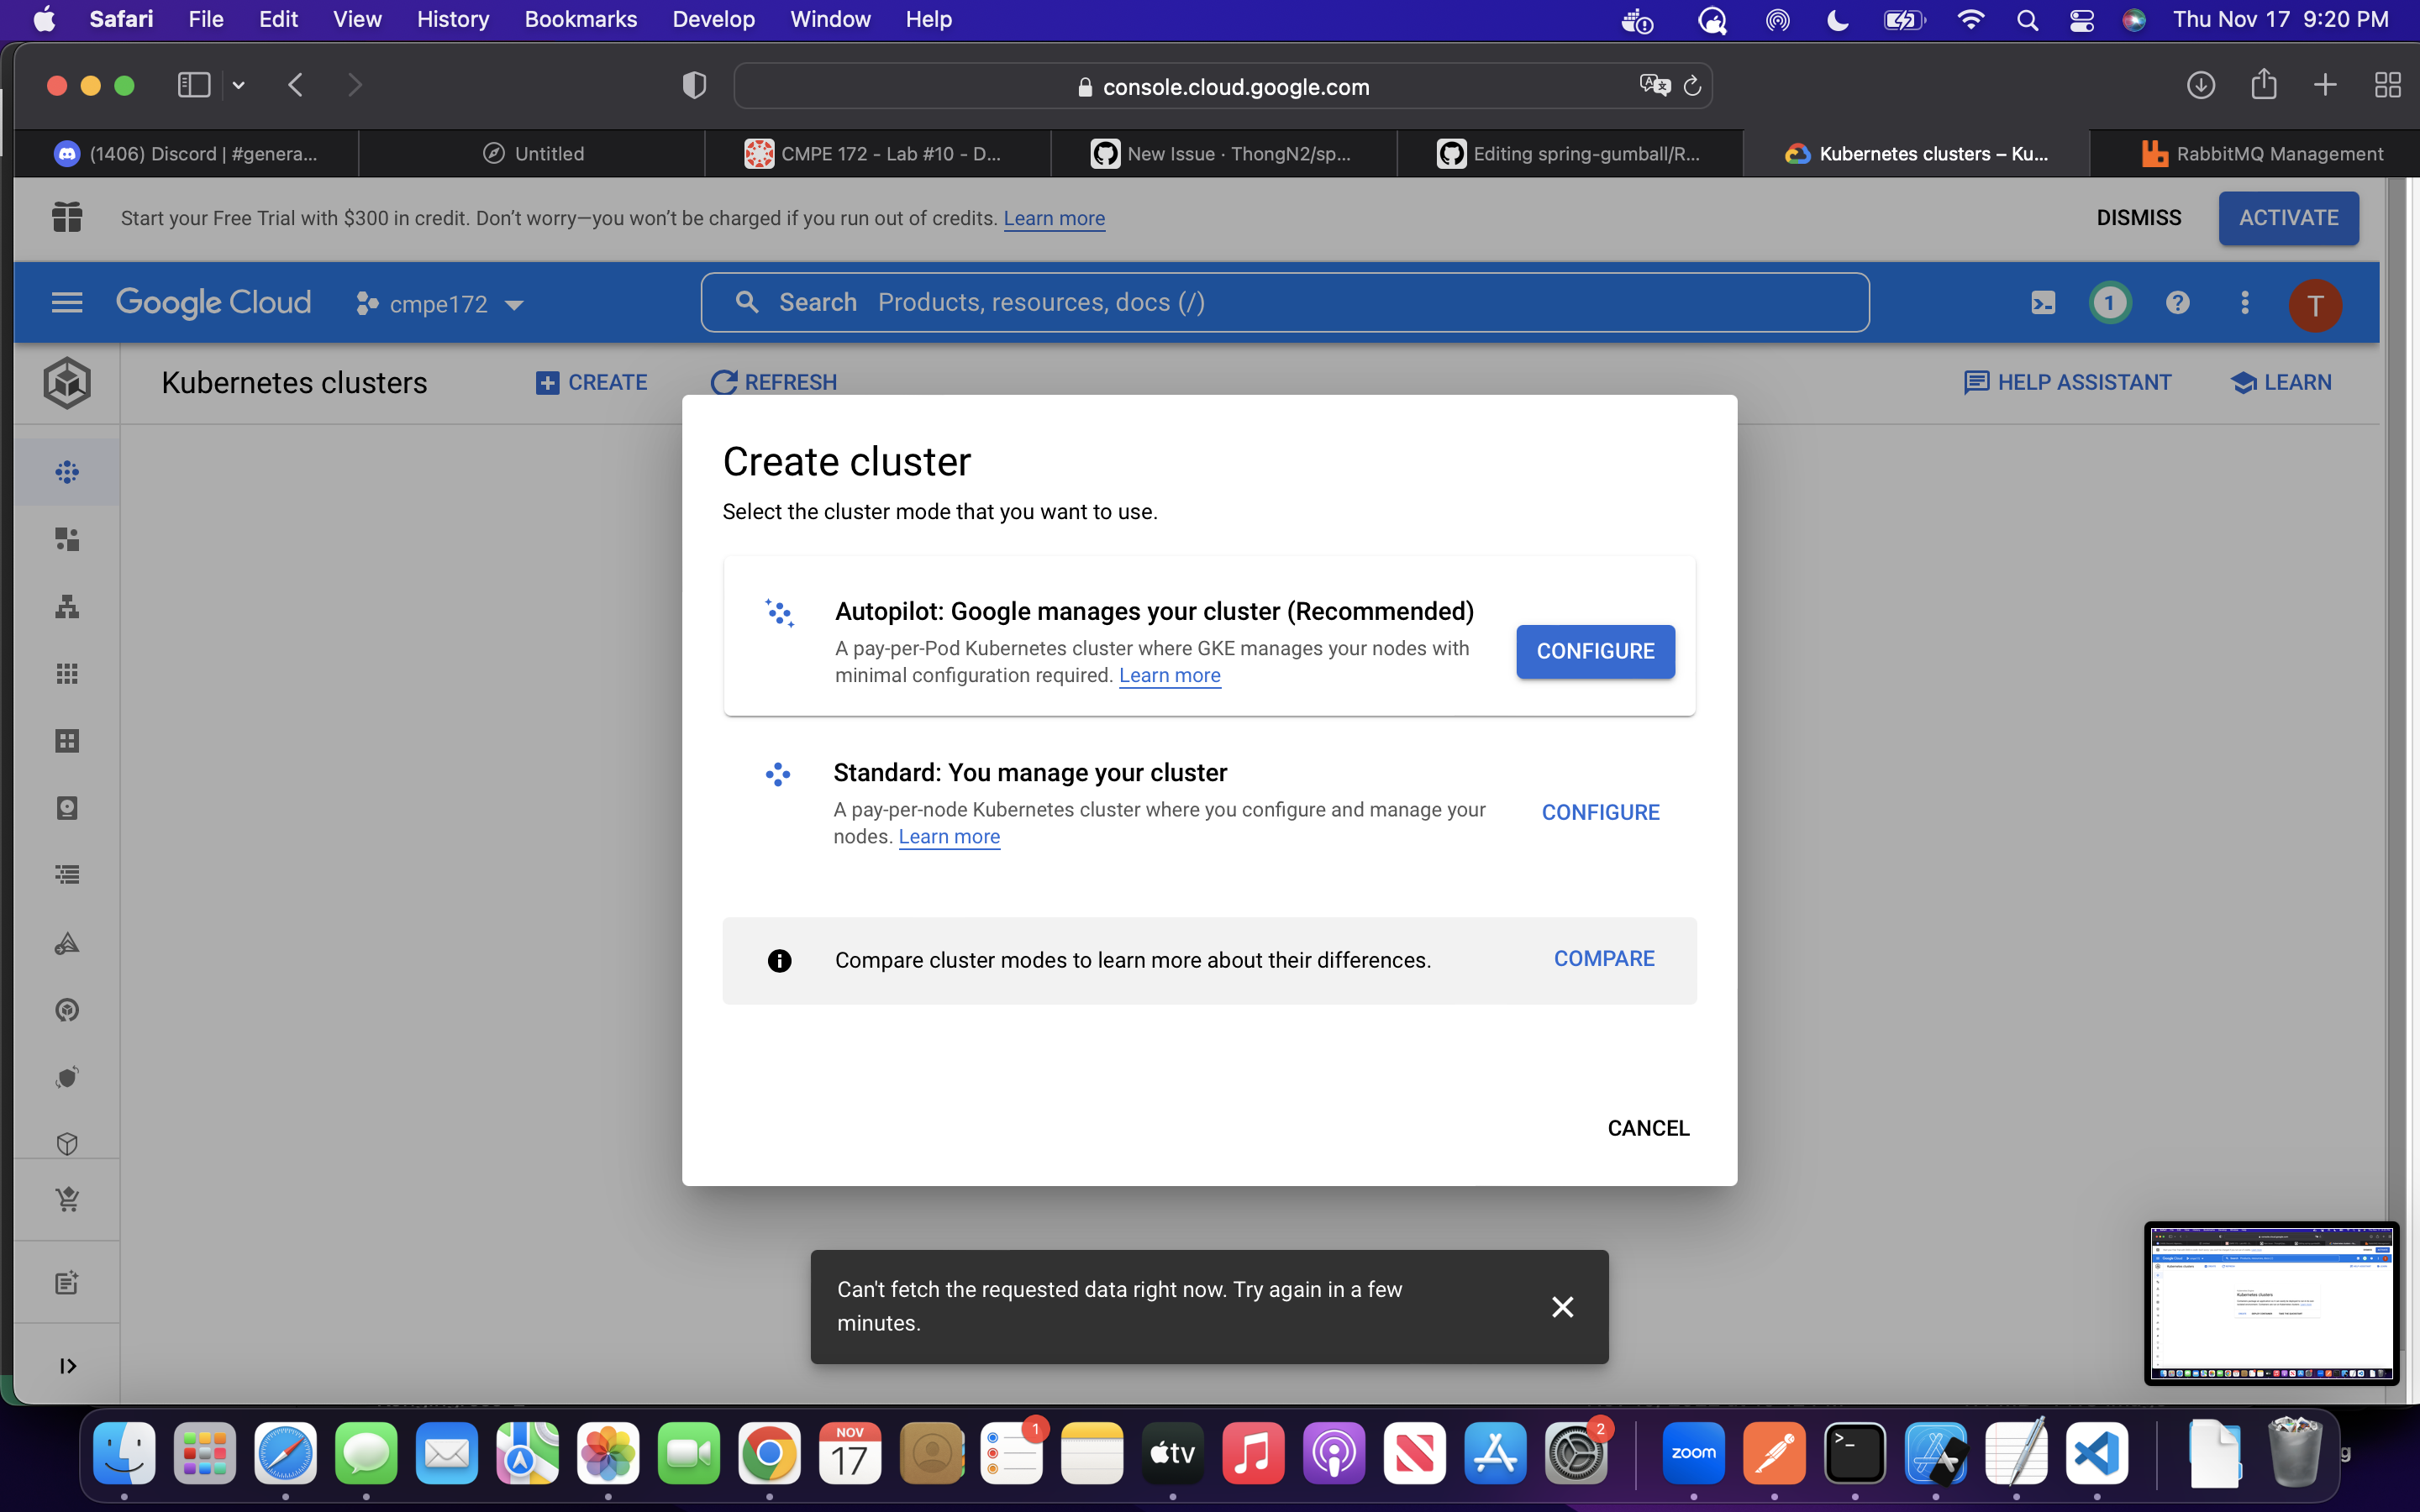 Safari File Edit View History Bookmarks Develop Window Help Thu Nov 17 9:20 PM
console.cloud.google.com
(1406) Discord | #genera...
Untitled
CMPE 172 - Lab #10 - D...
New Issue · ThongN2/sp...
Editing spring-gumball/R...
Kubernetes clusters – Ku...
RabbitMQ Management
Start your Free Trial with $300 in credit. Don't worry—you won't be charged if you run out of credits. Learn more
DISMISS
ACTIVATE
Google Cloud
cmpe172
Search Products, resources, docs (/)
1
T
Kubernetes clusters
CREATE
REFRESH
HELP ASSISTANT
LEARN
Create cluster
Select the cluster mode that you want to use.
Autopilot: Google manages your cluster (Recommended)
A pay-per-Pod Kubernetes cluster where GKE manages your nodes with
minimal configuration required. Learn more
CONFIGURE
Standard: You manage your cluster
A pay-per-node Kubernetes cluster where you configure and manage your
nodes. Learn more
CONFIGURE
Compare cluster modes to learn more about their differences.
COMPARE
CANCEL
Can't fetch the requested data right now. Try again in a few
minutes.
NOV
17
1
tv
2
zoom